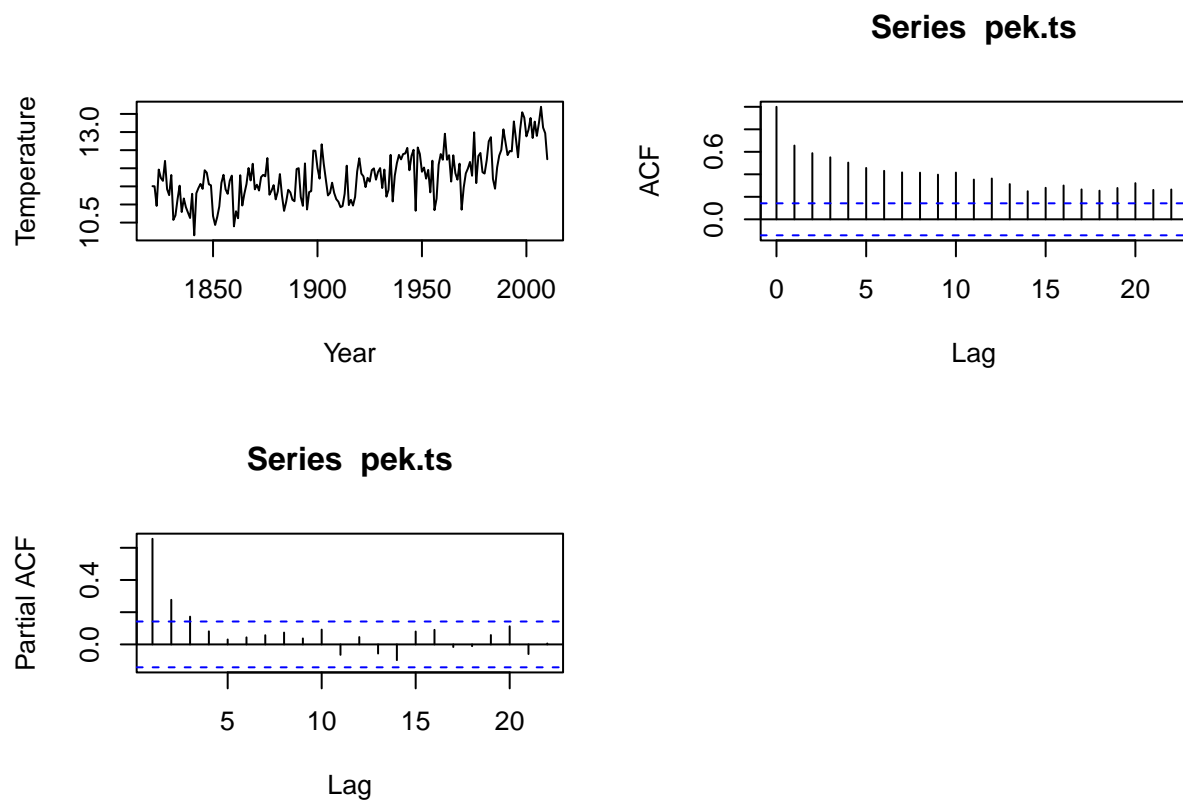 Series  pek.ts
Temperature
13.0
10.5
1850 1900 1950 2000
Year
ACF
0.6
0.0
0 5 10 15 20
Lag
Series  pek.ts
Partial ACF
0.4
0.0
5 10 15 20
Lag